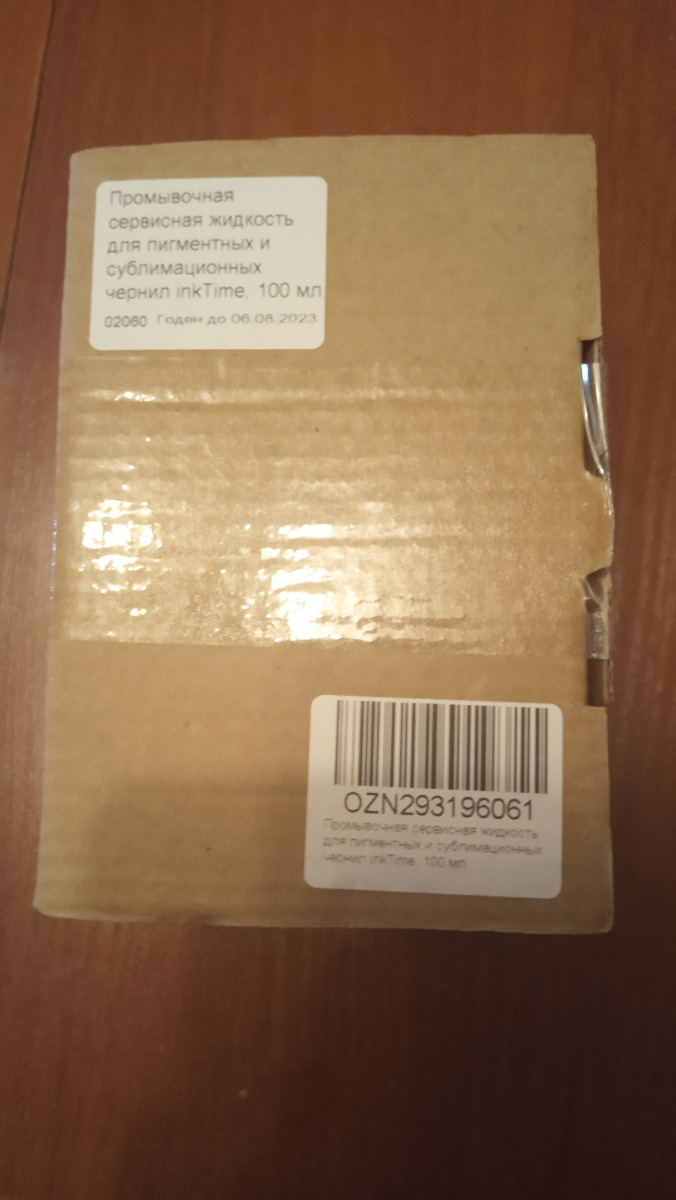 Промывочная
сервисная жидкость
для пигментных и
сублимационных
чернил inkTime, 100 мл
02060 Годен до 06.08.2023
OZN293196061
Промывочная сервисная жидкость
для пигментных и сублимационных
чернил inkTime, 100 мл